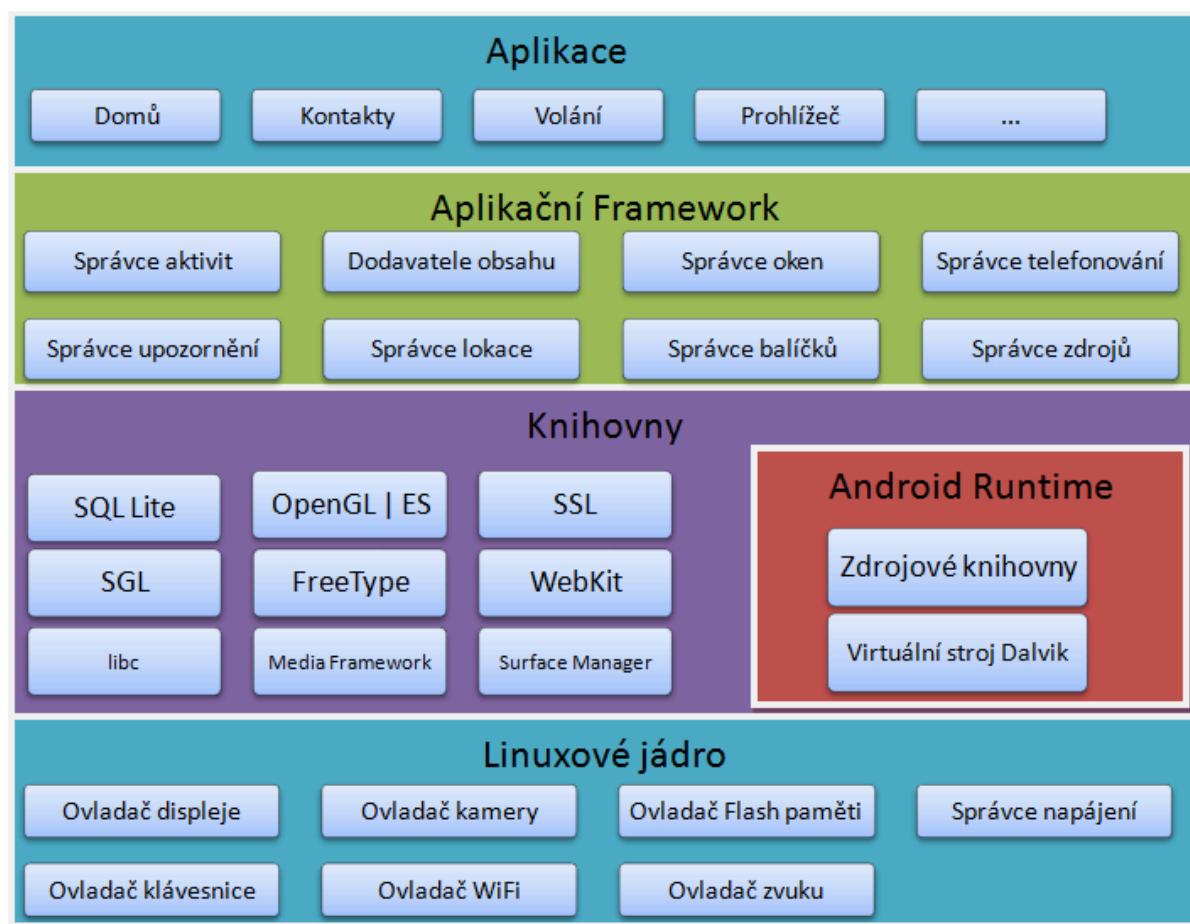 Aplikace
Domů
Kontakty
Volání
Prohlížeč
...
Aplikační Framework
Správce aktivit
Dodavatele obsahu
Správce oken
Správce telefonování
Správce upozornění
Správce lokace
Správce balíčků
Správce zdrojů
Knihovny
SQL Lite
OpenGL | ES
SSL
SGL
FreeType
WebKit
libc
Media Framework
Surface Manager
Android Runtime
Zdrojové knihovny
Virtuální stroj Dalvik
Linuxové jádro
Ovladač displeje
Ovladač kamery
Ovladač Flash paměti
Správce napájení
Ovladač klávesnice
Ovladač WiFi
Ovladač zvuku